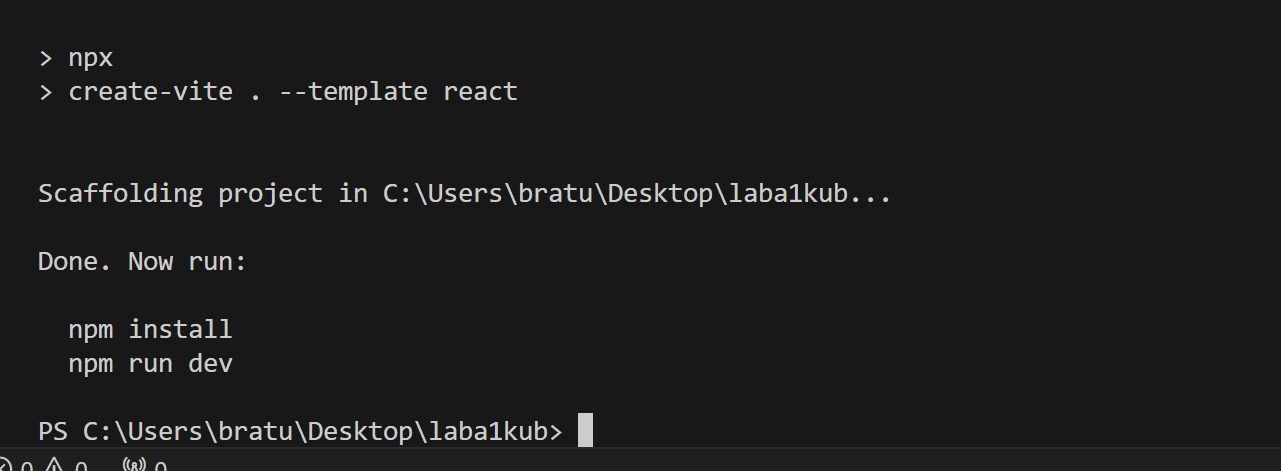 > npx
> create-vite . --template react
Scaffolding project in C:\Users\bratu\Desktop\laba1kub...
Done. Now run:
npm install
npm run dev
PS C:\Users\bratu\Desktop\laba1kub>
0 0 0